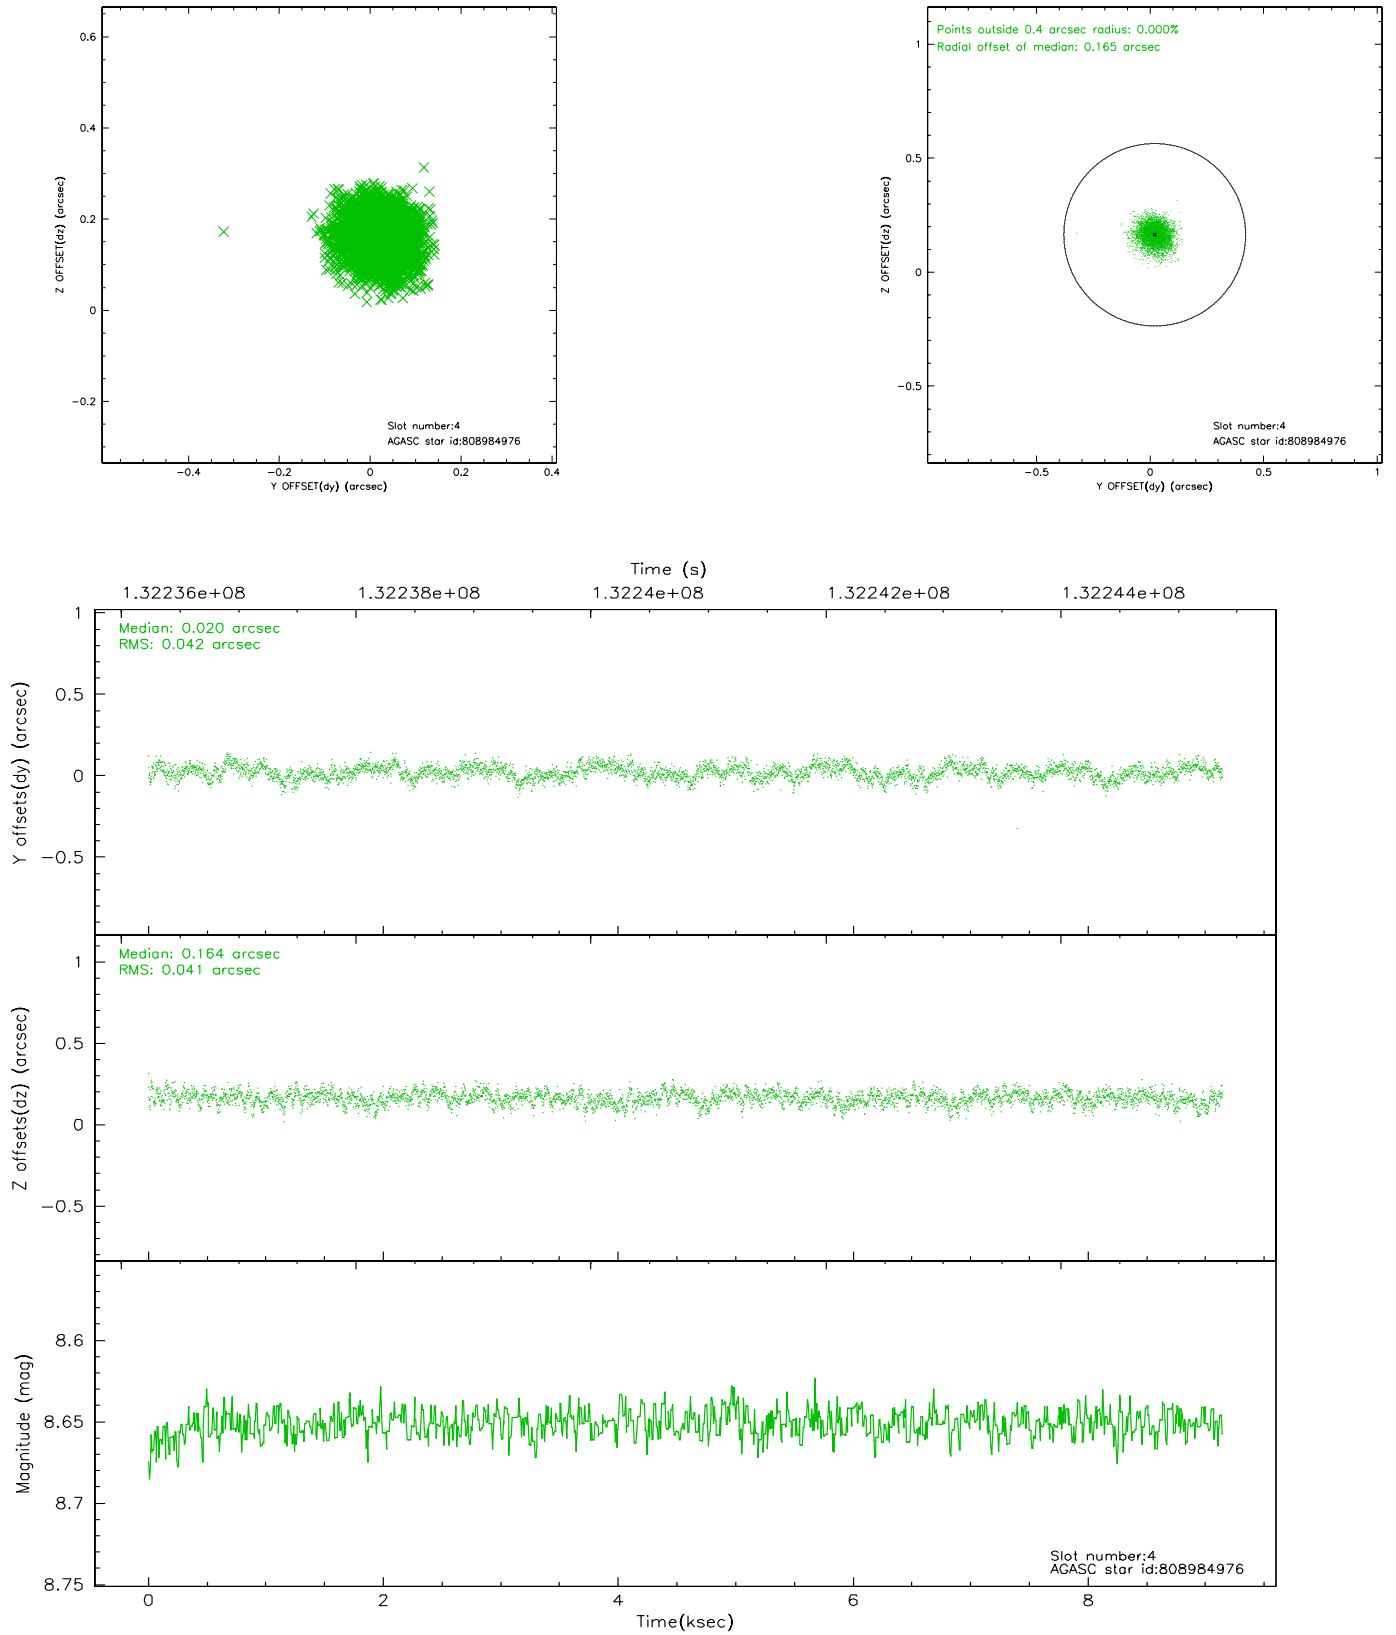 0.6
0.4
0.2
0
−0.2
Z OFFSET(dz) (arcsec)
Slot number:4
AGASC star id:808984976
−0.4 −0.2 0 0.2 0.4
Y OFFSET(dy) (arcsec)
Points outside 0.4 arcsec radius: 0.000%
Radial offset of median: 0.165 arcsec
1
0.5
0
−0.5
Z OFFSET(dz) (arcsec)
Slot number:4
AGASC star id:808984976
−0.5 0 0.5 1
Y OFFSET(dy) (arcsec)
Time (s)
1.32236e+08 1.32238e+08 1.3224e+08 1.32242e+08 1.32244e+08
Median: 0.020 arcsec
RMS: 0.042 arcsec
1
0.5
0
−0.5
Y offsets(dy) (arcsec)
Median: 0.164 arcsec
RMS: 0.041 arcsec
1
0.5
0
−0.5
Z offsets(dz) (arcsec)
8.6
8.65
8.7
8.75
Magnitude (mag)
Slot number:4
AGASC star id:808984976
0 2 4 6 8
Time(ksec)